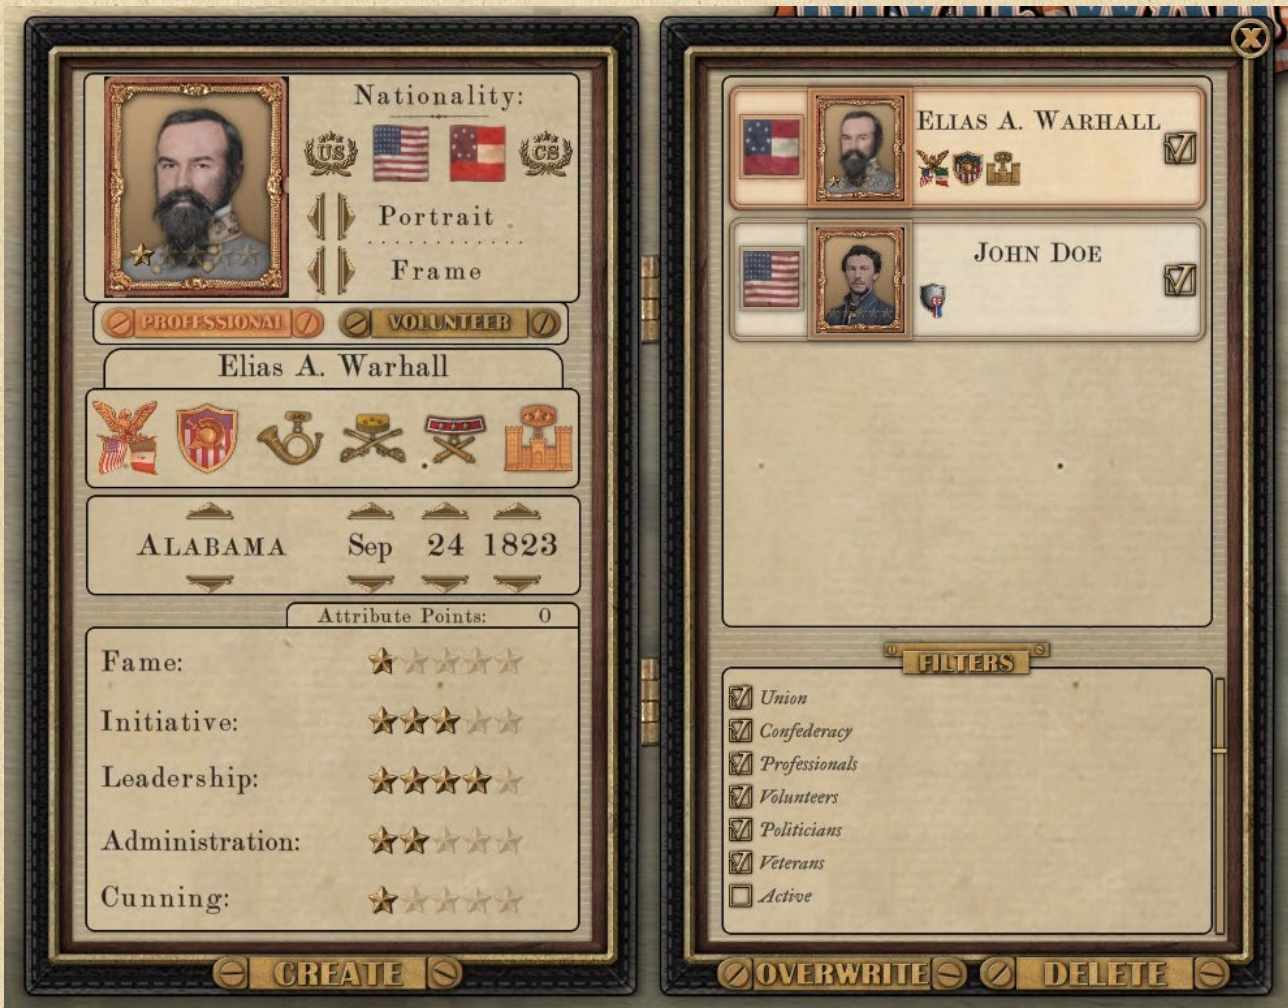 Nationality:
US
CS
Portrait
Frame
PROFESSIONAL
VOLUNTEER
Elias A. Warhall
ALABAMA Sep 24 1823
Attribute Points: 0
Fame:
Initiative:
Leadership:
Administration:
Cunning:
CREATE
X
ELIAS A. WARHALL
JOHN DOE
FILTERS
Union
Confederacy
Professionals
Volunteers
Politicians
Veterans
Active
OVERWRITE
DELETE